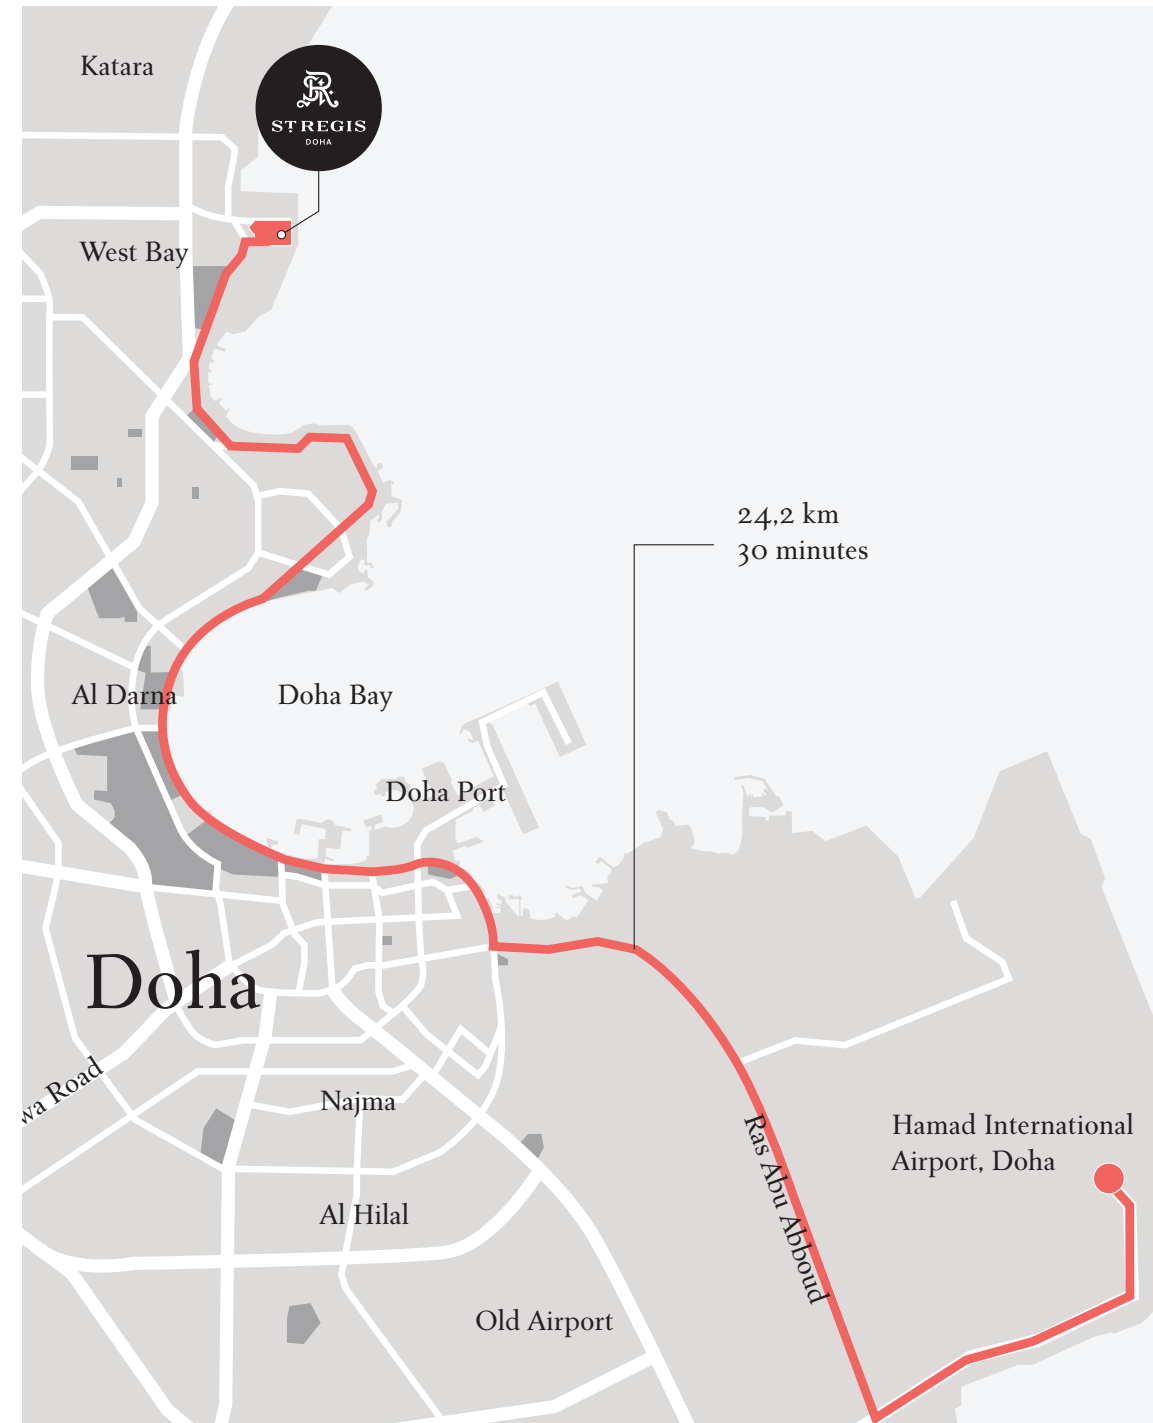 Katara
ST REGIS
DOHA
West Bay
24,2 km
30 minutes
Al Darna
Doha Bay
Doha Port
Doha
wa Road
Najma
Ras Abu Abboud
Hamad International
Airport, Doha
Al Hilal
Old Airport